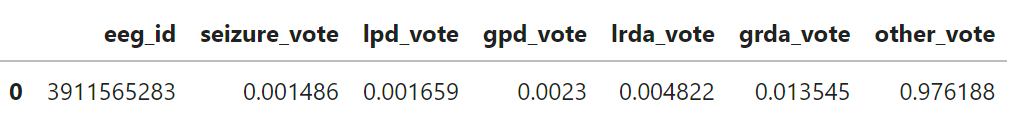 eeg_id seizure_vote lpd_vote gpd_vote lrda_vote grda_vote other_vote
0 3911565283 0.001486 0.001659 0.0023 0.004822 0.013545 0.976188